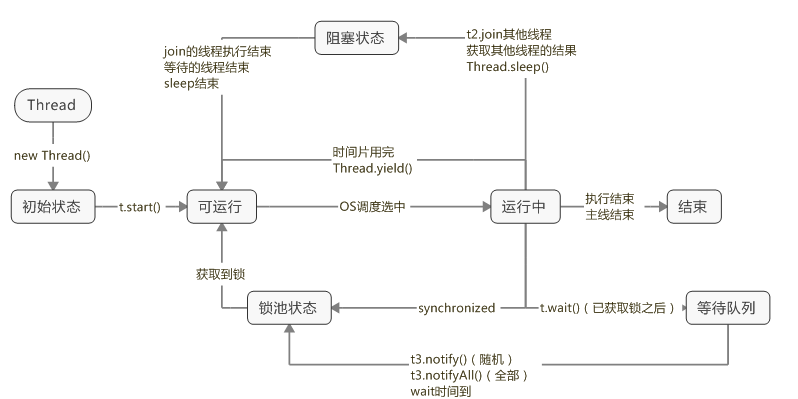 阻塞状态
join的线程执行结束
等待的线程结束
sleep结束
t2.join其他线程
获取其他线程的结果
Thread.sleep()
Thread
new Thread()
时间片用完
Thread.yield()
初始状态
t.start()
可运行
OS调度选中
运行中
执行结束
主线结束
结束
获取到锁
锁池状态
synchronized
t.wait()（已获取锁之后）
等待队列
t3.notify()（随机）
t3.notifyAll()（全部）
wait时间到